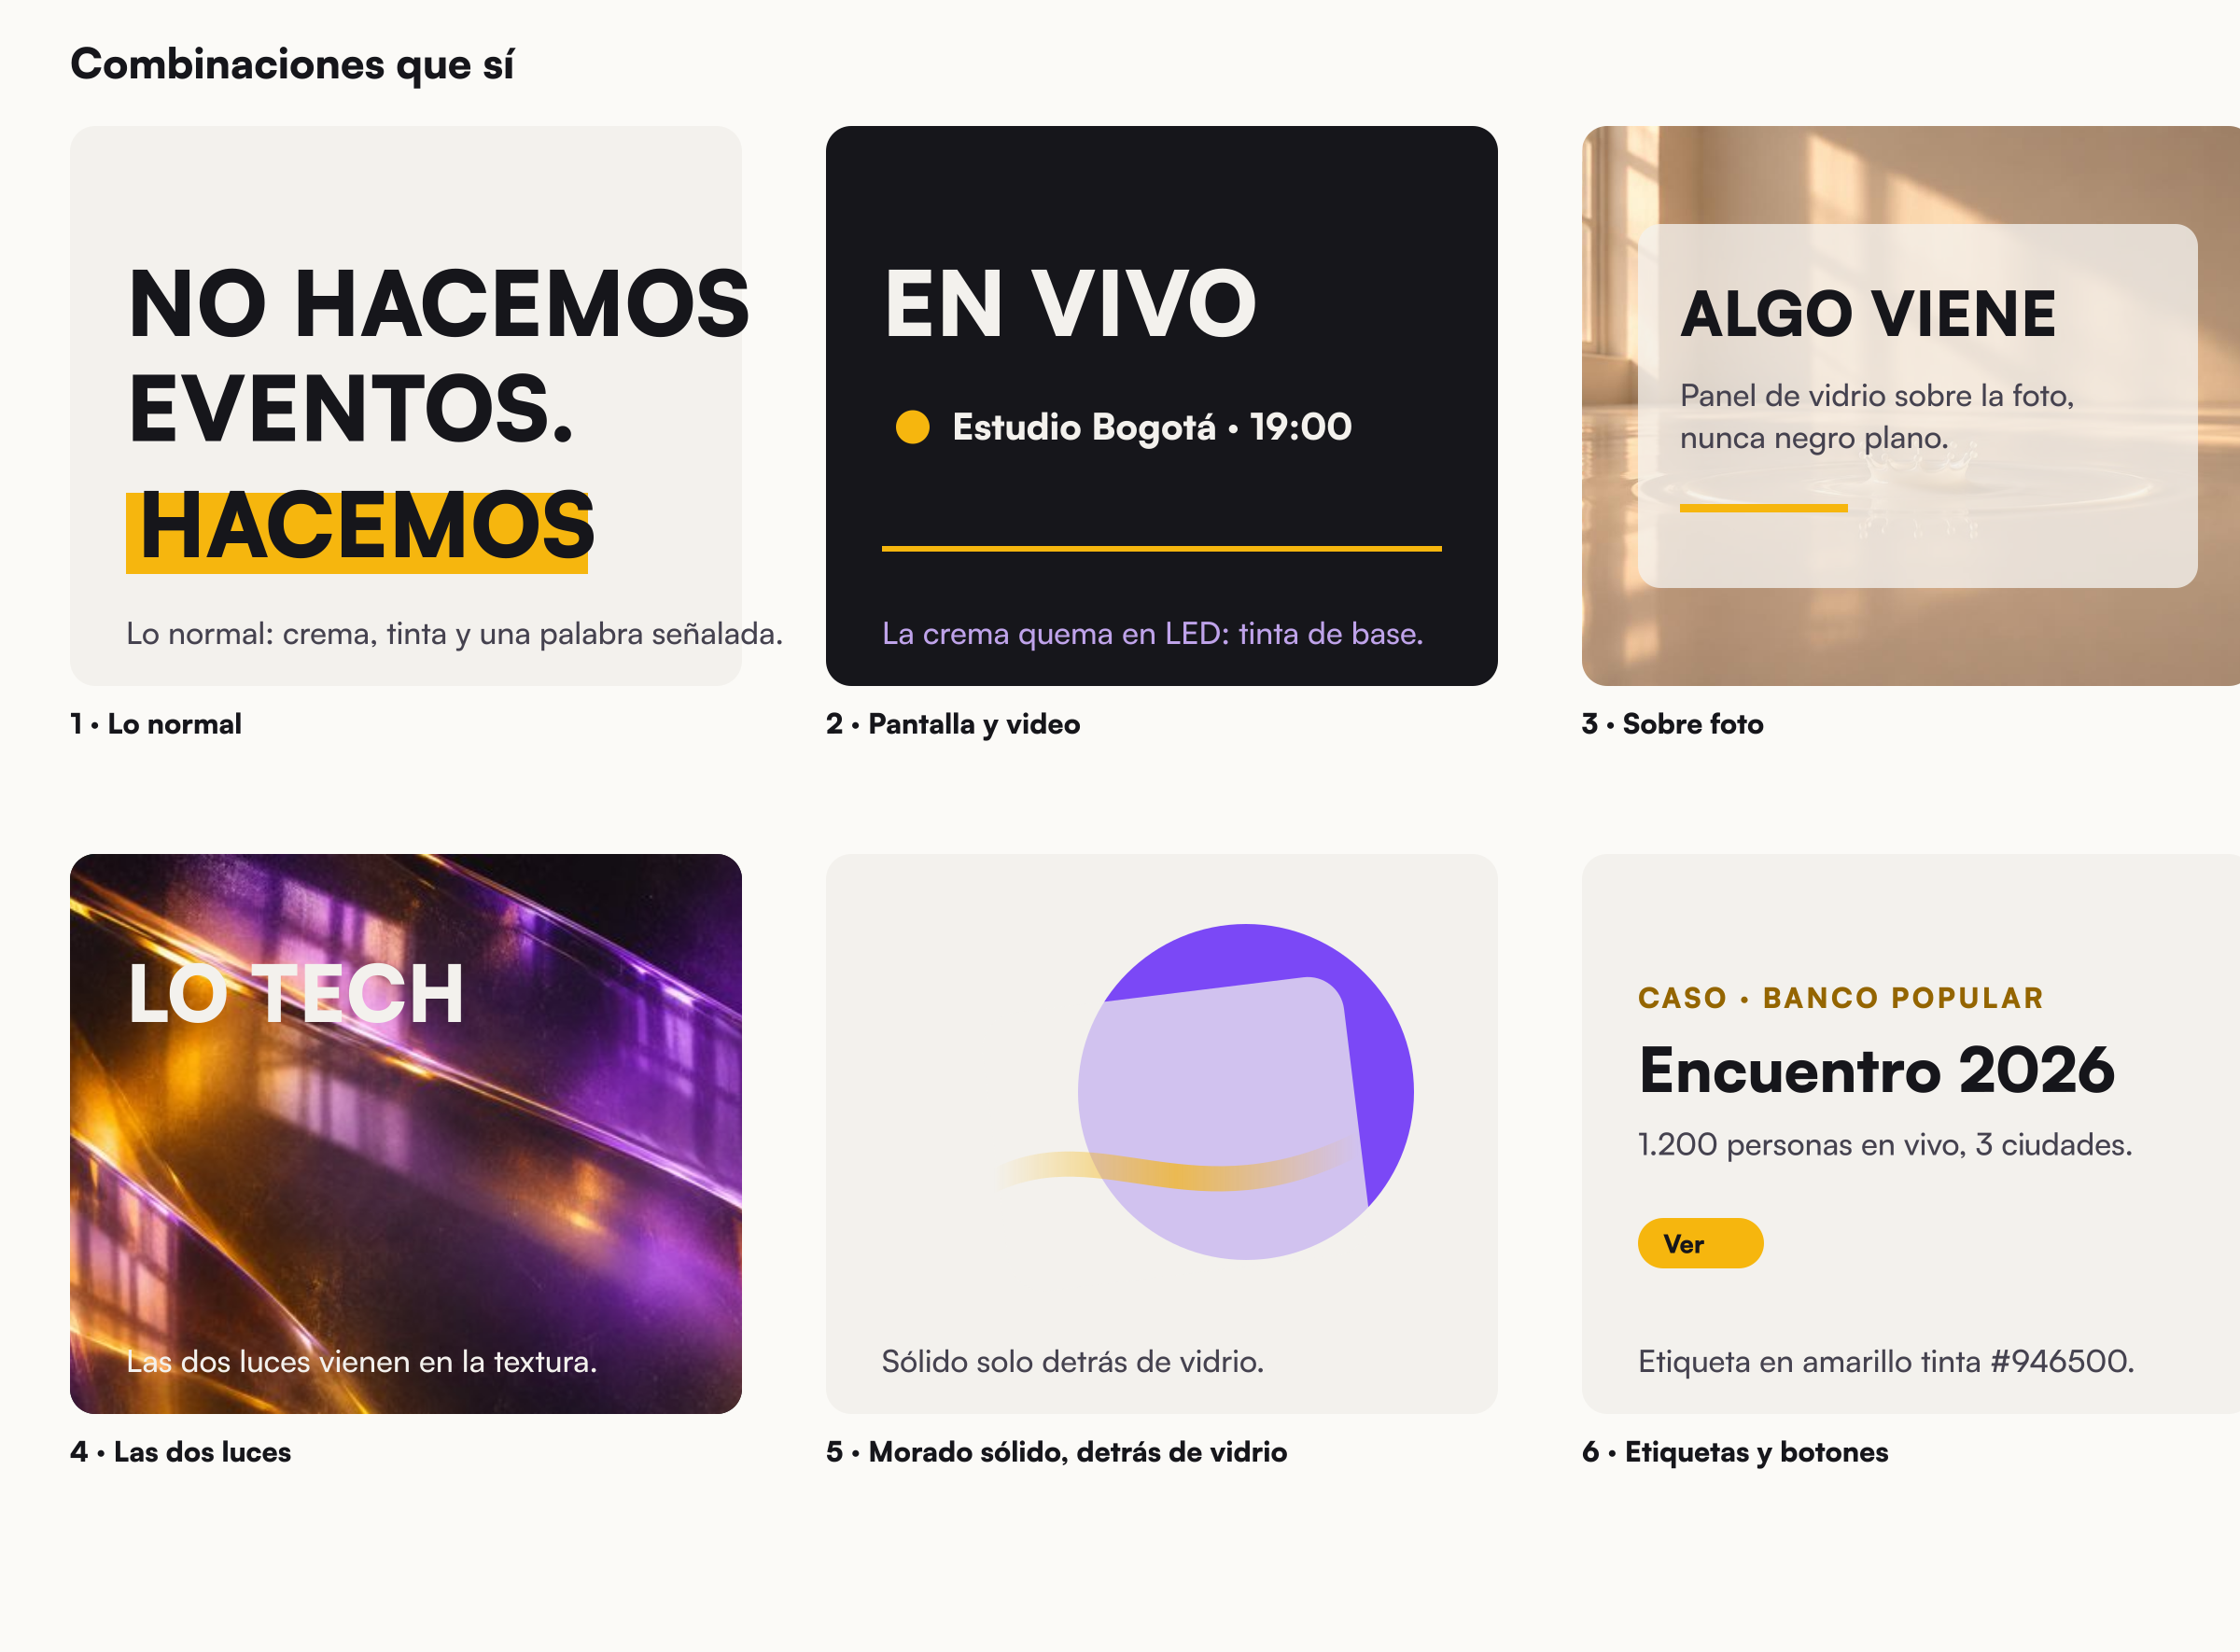 Combinaciones que sí
NO HACEMOS
EVENTOS.
HACEMOS
Lo normal: crema, tinta y una palabra señalada.
1 · Lo normal
EN VIVO
Estudio Bogotá · 19:00
La crema quema en LED: tinta de base.
2 · Pantalla y video
ALGO VIENE
Panel de vidrio sobre la foto,
nunca negro plano.
3 · Sobre foto
LO TECH
Las dos luces vienen en la textura.
4 · Las dos luces
Sólido solo detrás de vidrio.
5 · Morado sólido, detrás de vidrio
CASO · BANCO POPULAR
Encuentro 2026
1.200 personas en vivo, 3 ciudades.
Ver
Etiqueta en amarillo tinta #946500.
6 · Etiquetas y botones